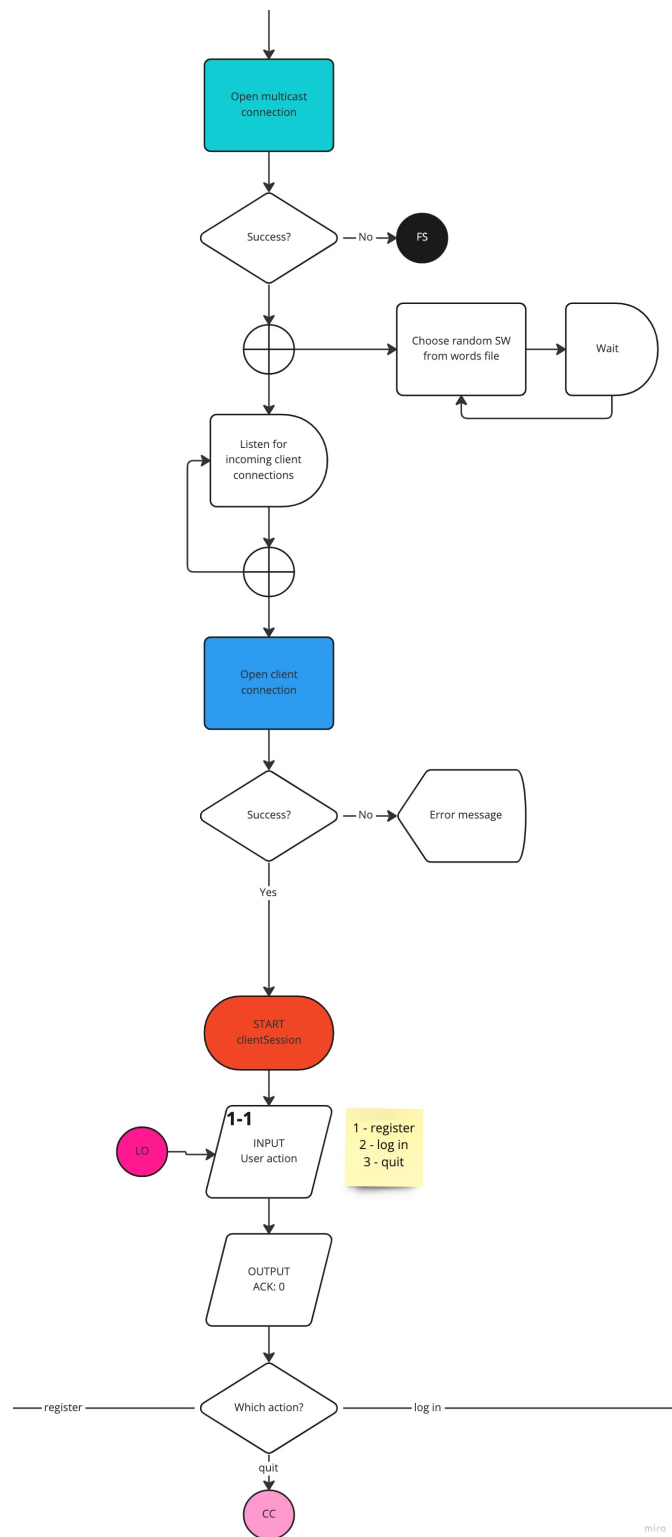 Open multicast
connection
Success?
No
FS
Choose random SW
from words file
Wait
Listen for
incoming client
connections
Open client
connection
Success?
No
Error message
Yes
START
clientSession
1-1
INPUT
User action
LO
1 - register
2 - log in
3 - quit
OUTPUT
ACK: 0
register
Which action?
log in
quit
CC
miro